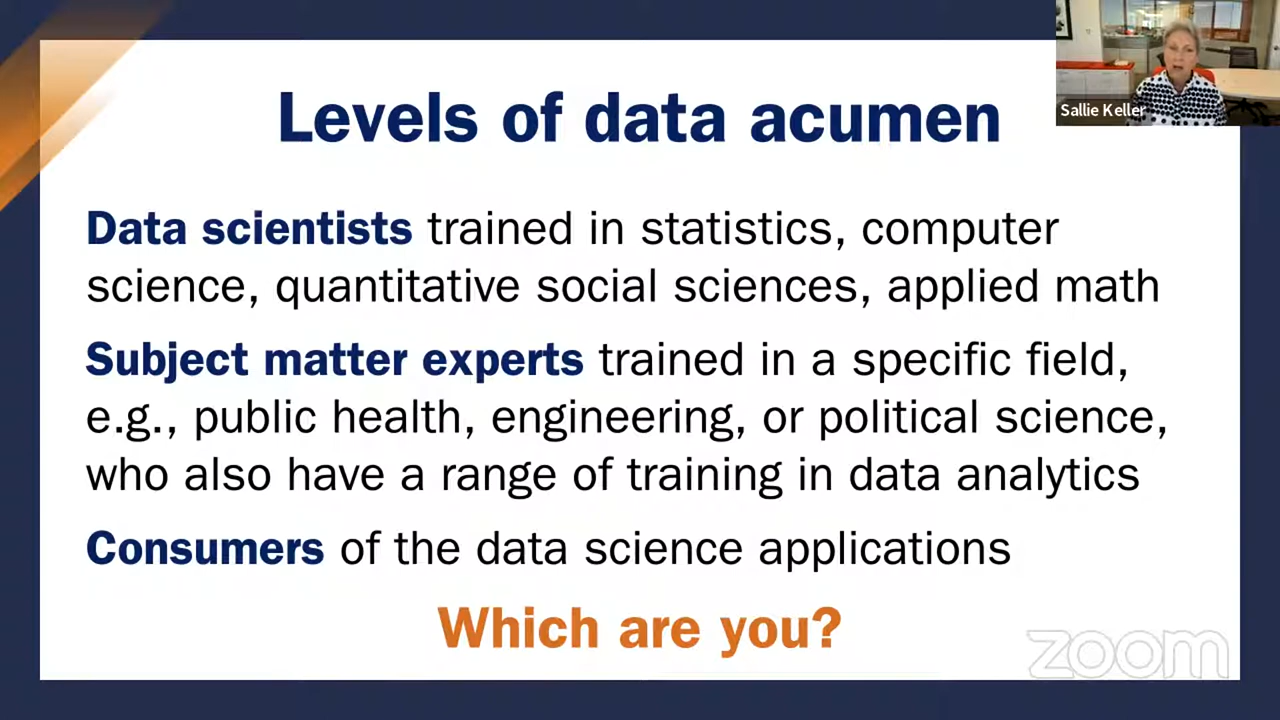 Levels of data acumen
Sallie Keller
Data scientists trained in statistics, computer
science, quantitative social sciences, applied math
Subject matter experts trained in a specific field,
e.g., public health, engineering, or political science,
who also have a range of training in data analytics
Consumers of the data science applications
Which are you?
zoom